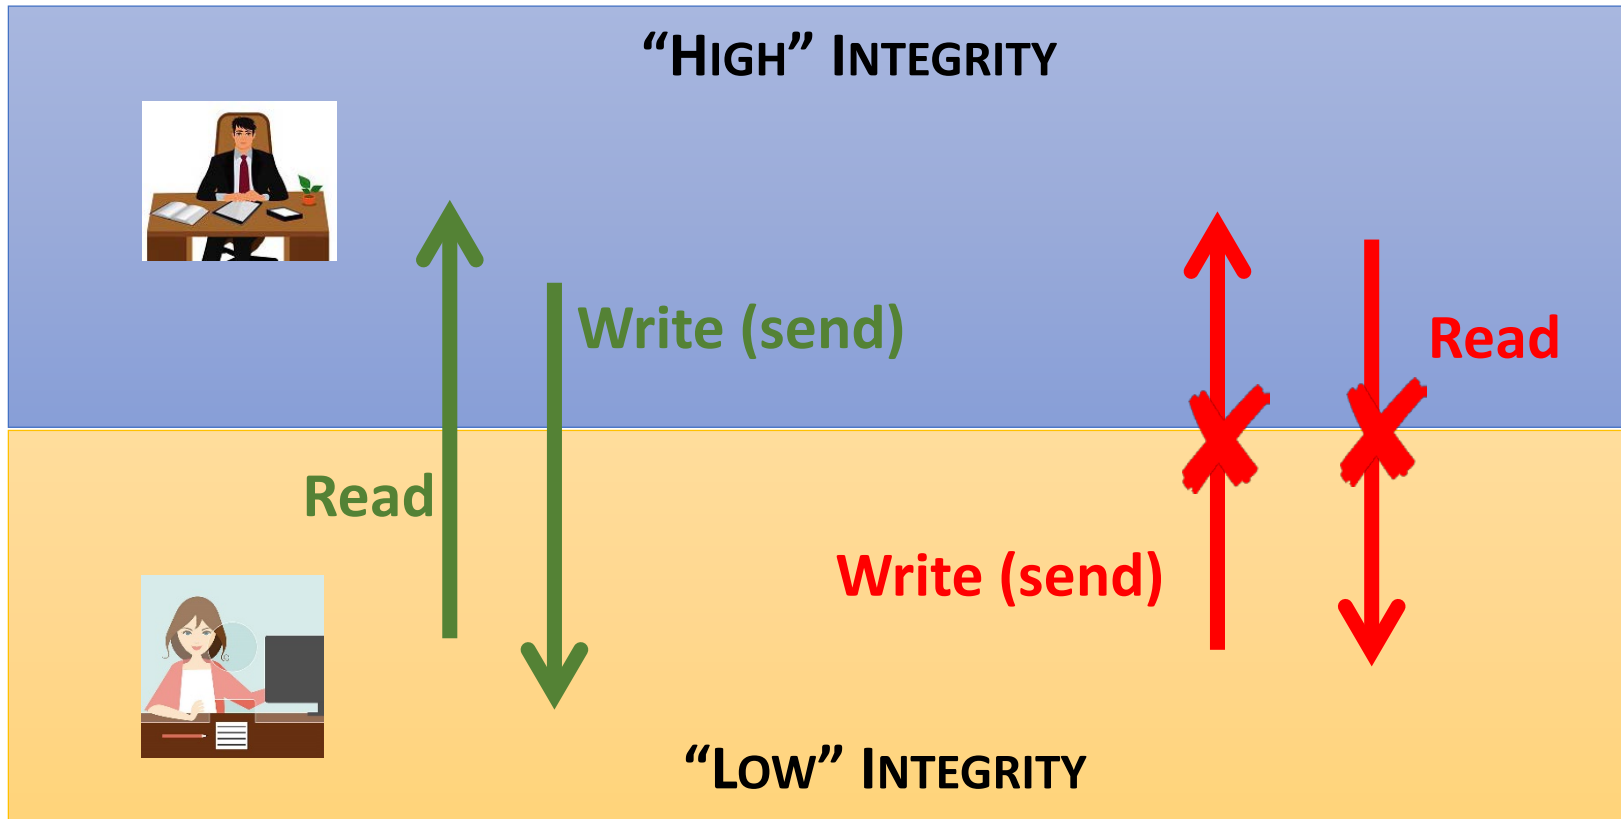 “HIGH” INTEGRITY
Write (send)
Read
Read
Write (send)
“LOW” INTEGRITY